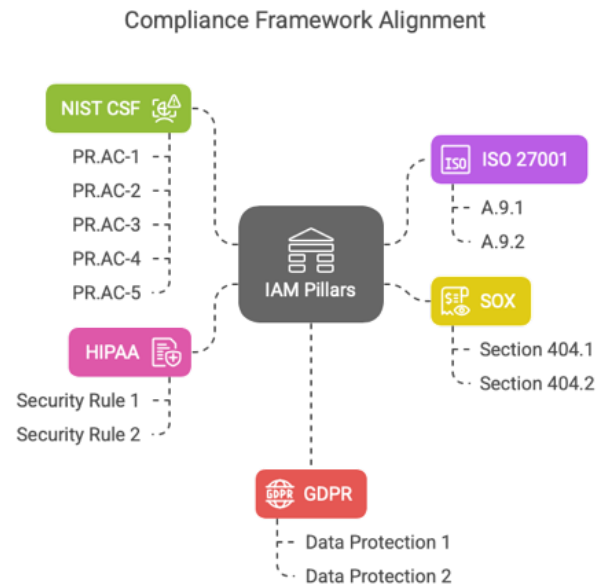 Compliance Framework Alignment
NIST CSF
PR.AC-1
PR.AC-2
PR.AC-3
PR.AC-4
PR.AC-5
HIPAA
Security Rule 1
Security Rule 2
IAM Pillars
ISO
ISO 27001
A.9.1
A.9.2
SOX
Section 404.1
Section 404.2
GDPR
GDPR
Data Protection 1
Data Protection 2